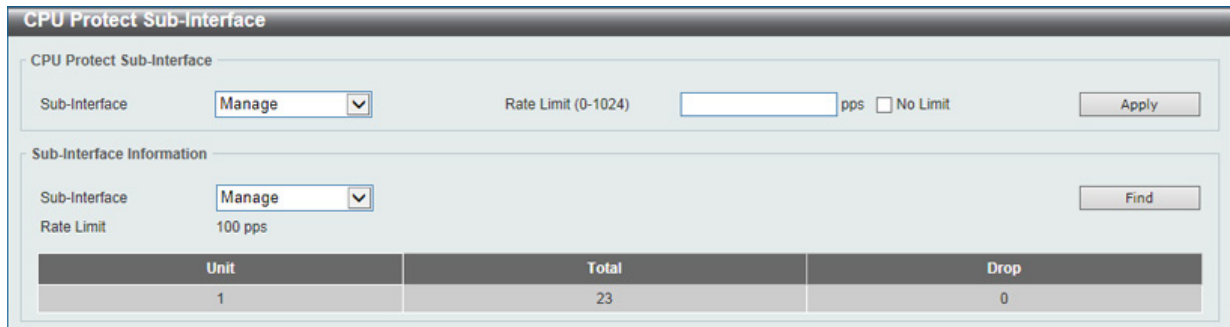 CPU Protect Sub-Interface
CPU Protect Sub-Interface
Sub-Interface Manage Rate Limit (0-1024) pps No Limit Apply
Sub-Interface Information
Sub-Interface Manage Find
Rate Limit 100 pps
Unit Total Drop
1 23 0